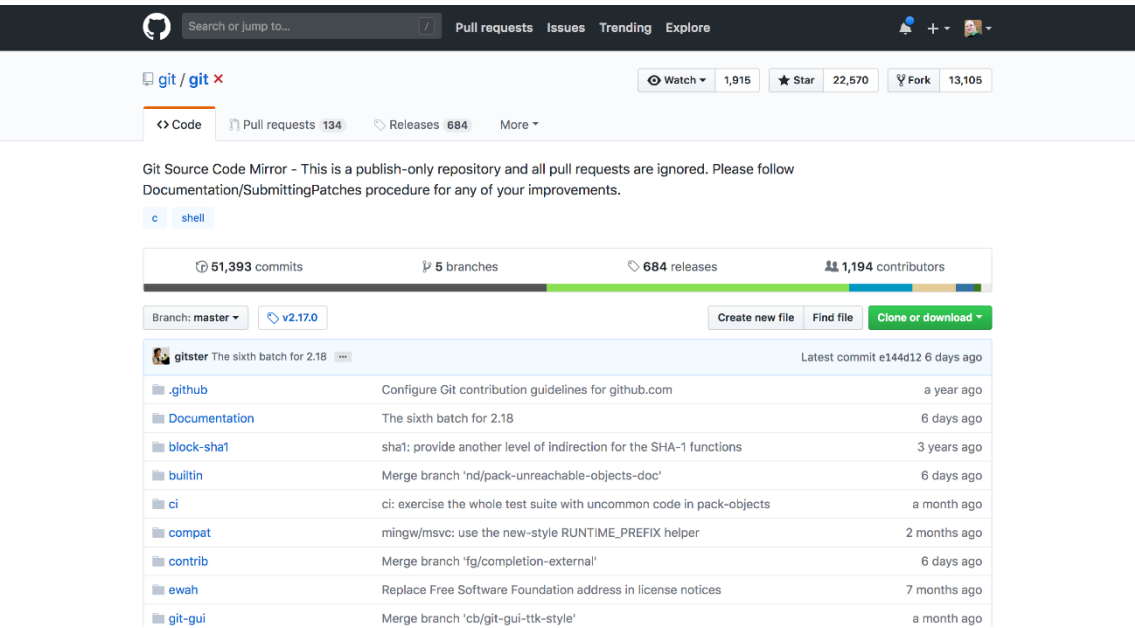 Search or jump to... / Pull requests Issues Trending Explore
git / git
Watch 1,915 Star 22,570 Fork 13,105
Code Pull requests 134 Releases 684 More
Git Source Code Mirror - This is a publish-only repository and all pull requests are ignored. Please follow
Documentation/SubmittingPatches procedure for any of your improvements.
c shell
51,393 commits 5 branches 684 releases 1,194 contributors
Branch: master v2.17.0 Create new file Find file Clone or download
gitster The sixth batch for 2.18 ... Latest commit e144d12 6 days ago
.github Configure Git contribution guidelines for github.com a year ago
Documentation The sixth batch for 2.18 6 days ago
block-sha1 sha1: provide another level of indirection for the SHA-1 functions 3 years ago
builtin Merge branch 'nd/pack-unreachable-objects-doc' 6 days ago
ci ci: exercise the whole test suite with uncommon code in pack-objects a month ago
compat mingw/msvc: use the new-style RUNTIME_PREFIX helper 2 months ago
contrib Merge branch 'fg/completion-external' 6 days ago
ewah Replace Free Software Foundation address in license notices 7 months ago
git-gui Merge branch 'cb/git-gui-ttk-style' a month ago